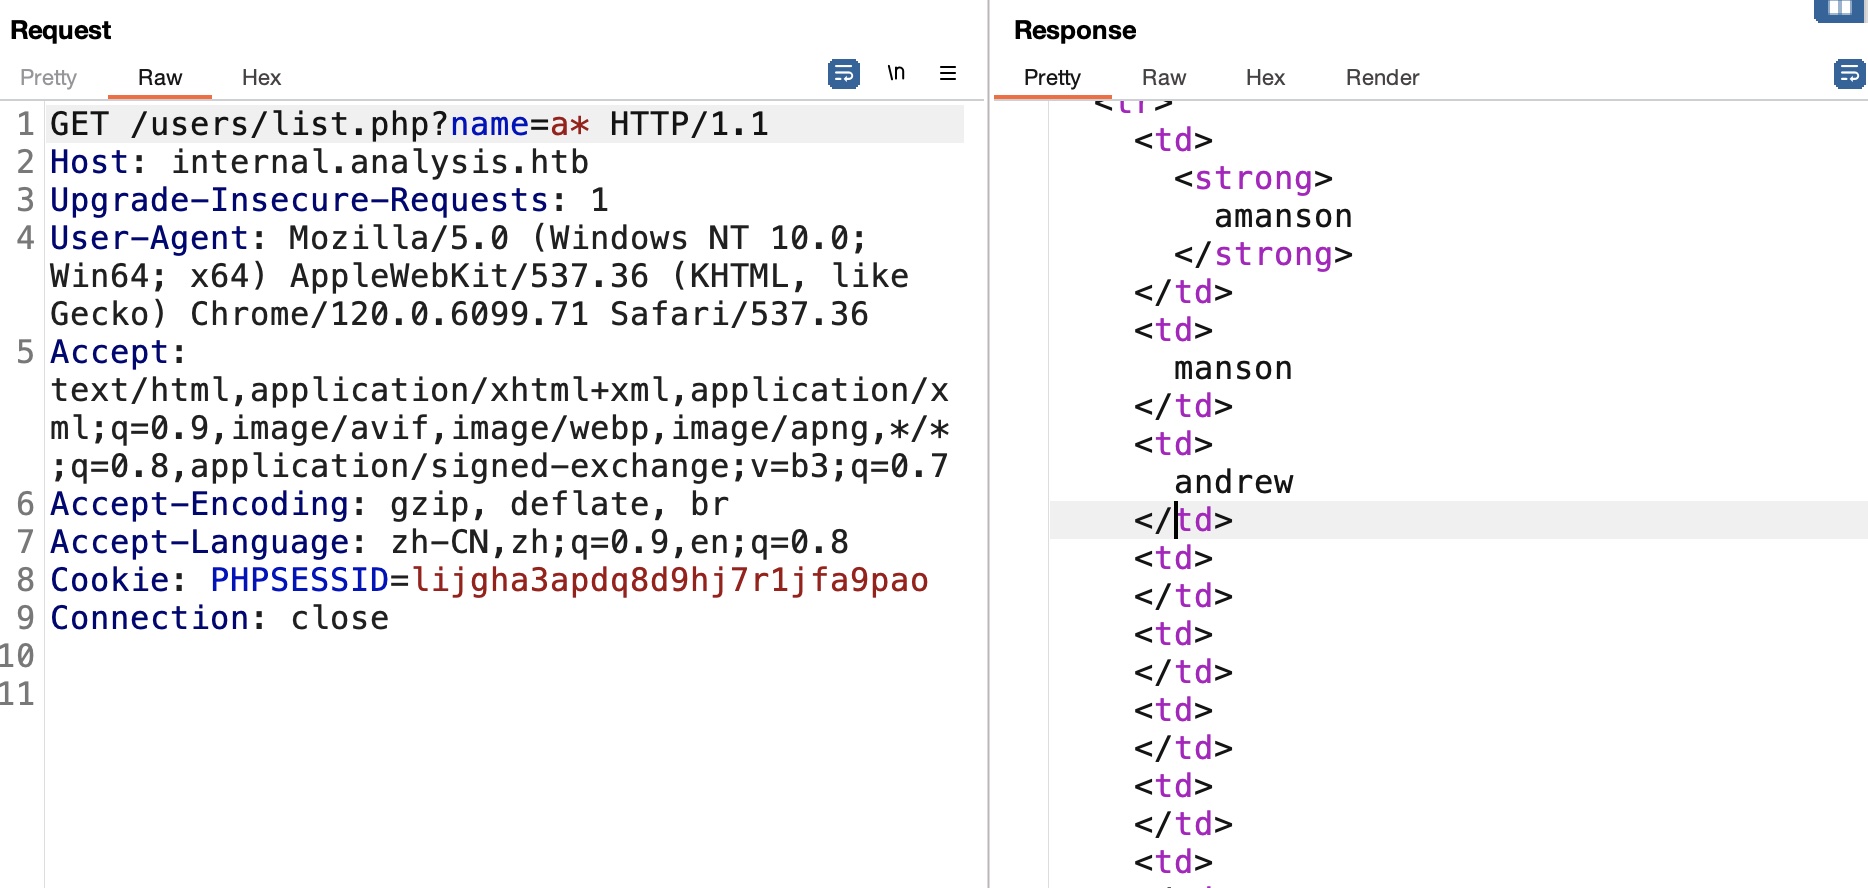 Request
Pretty
Raw
Hex
\n
1 GET /users/list.php?name=a* HTTP/1.1
2 Host: internal.analysis.htb
3 Upgrade-Insecure-Requests: 1
4 User-Agent: Mozilla/5.0 (Windows NT 10.0;
Win64; x64) AppleWebKit/537.36 (KHTML, like
Gecko) Chrome/120.0.6099.71 Safari/537.36
5 Accept:
text/html,application/xhtml+xml,application/x
ml;q=0.9,image/avif,image/webp,image/apng,*/*
;q=0.8,application/signed-exchange;v=b3;q=0.7
6 Accept-Encoding: gzip, deflate, br
7 Accept-Language: zh-CN,zh;q=0.9,en;q=0.8
8 Cookie: PHPSESSID=lijgha3apdq8d9hj7r1jfa9pao
9 Connection: close
10
11
Response
Pretty
Raw
Hex
Render
<tr>
<td>
<strong>
amanson
</strong>
</td>
<td>
manson
</td>
<td>
andrew
</td>
<td>
</td>
<td>
</td>
<td>
</td>
<td>
</td>
<td>